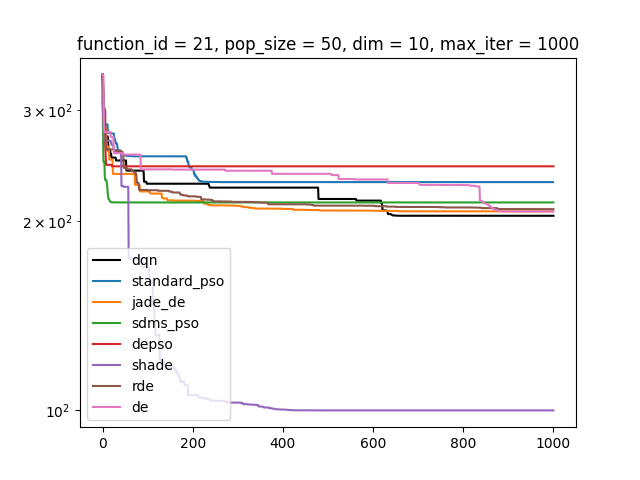 function_id = 21, pop_size = 50, dim = 10, max_iter = 1000
3 × 10²
2 × 10²
10²
dqn
standard_pso
jade_de
sdms_pso
depso
shade
rde
de
0 200 400 600 800 1000